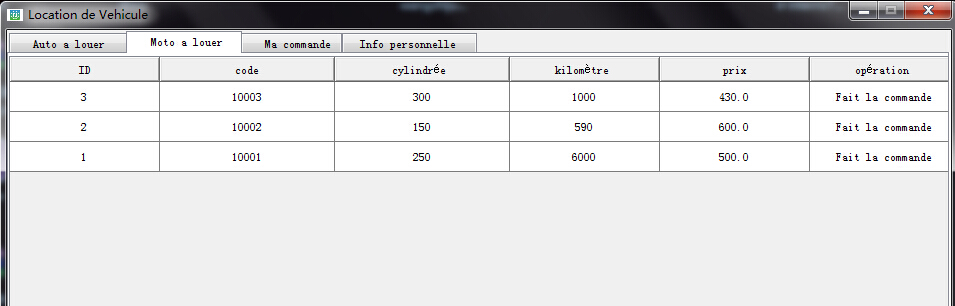 Location de Vehicule
Auto a louer Moto a louer Ma commande Info personnelle
ID code cylindrée kilomètre prix opération
3 10003 300 1000 430.0 Fait la commande
2 10002 150 590 600.0 Fait la commande
1 10001 250 6000 500.0 Fait la commande